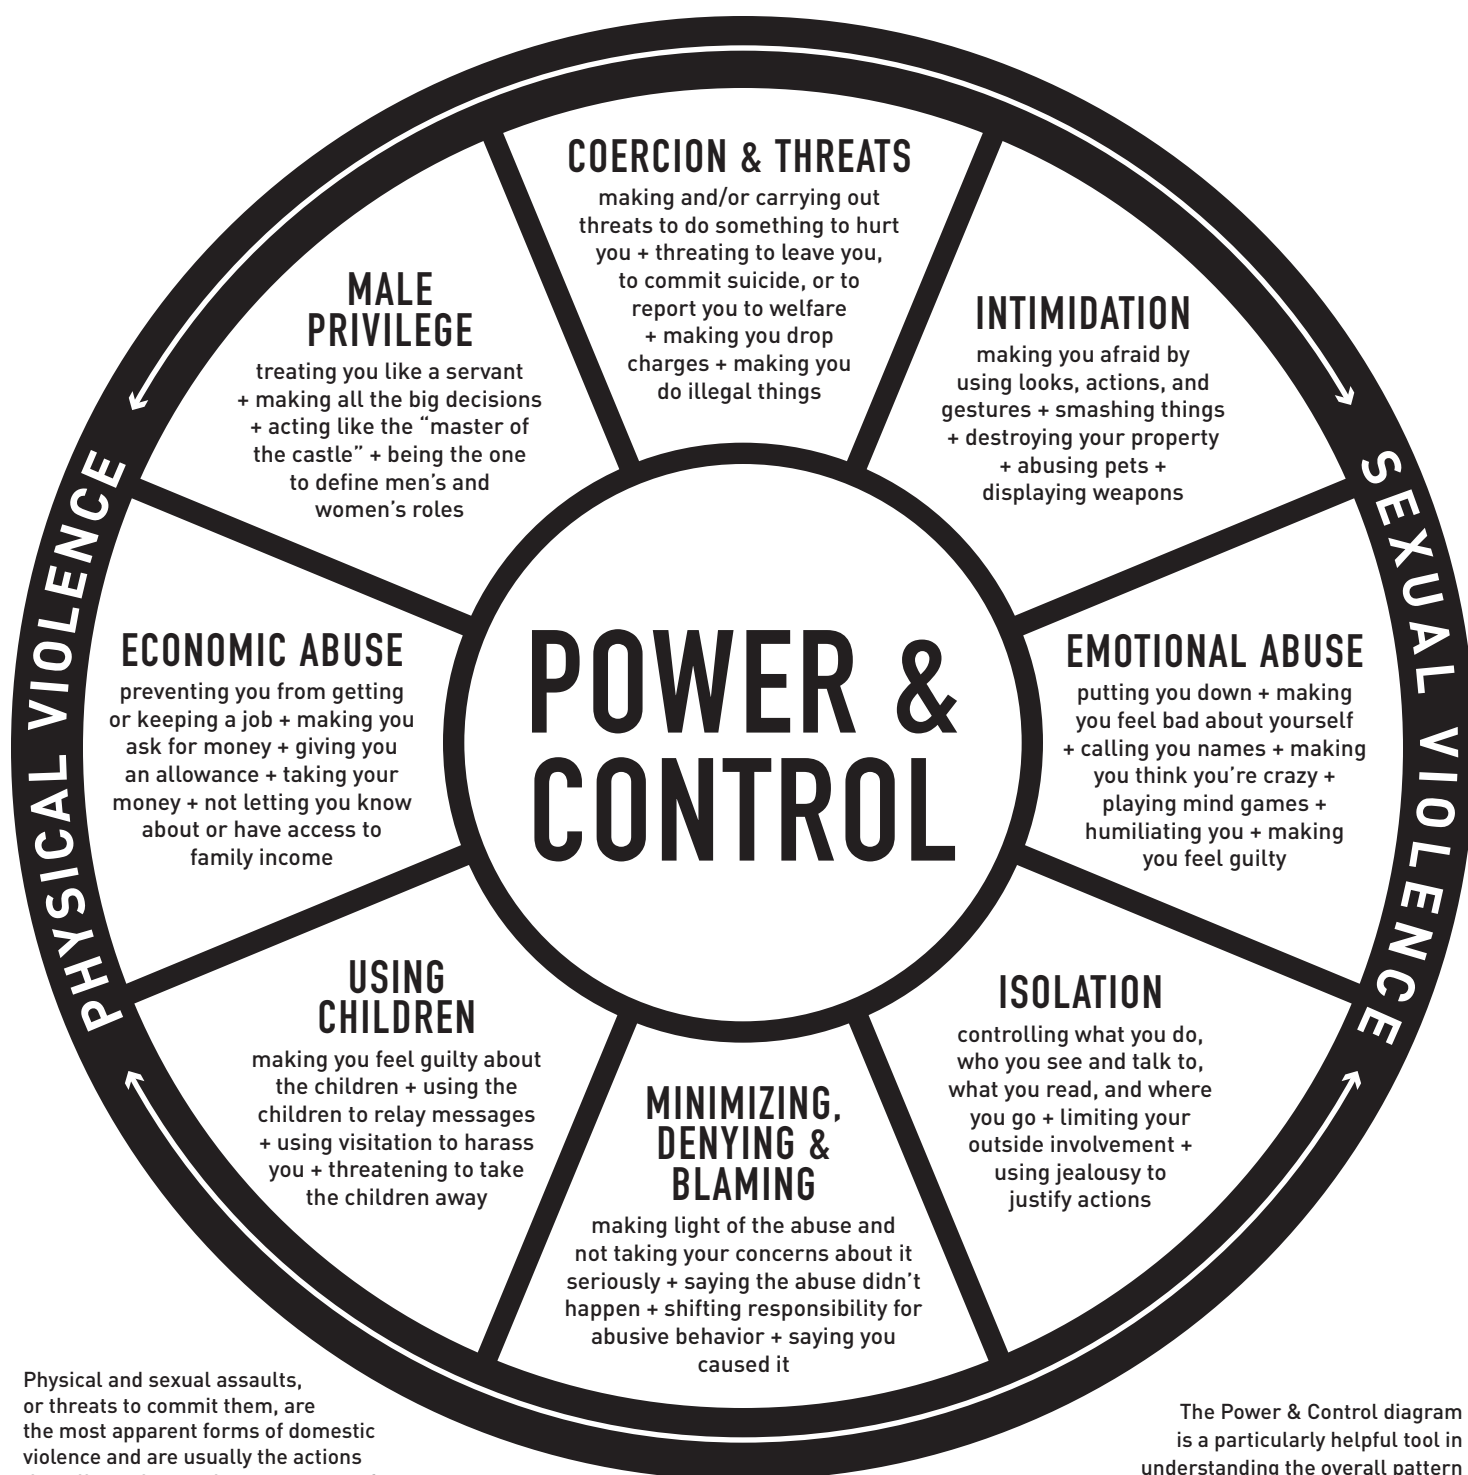 COERCION & THREATS
making and/or carrying out
threats to do something to hurt
you + threating to leave you,
to commit suicide, or to
report you to welfare
+ making you drop
charges + making you
do illegal things
MALE
PRIVILEGE
treating you like a servant
+ making all the big decisions
+ acting like the “master of
the castle” + being the one
to define men’s and
women’s roles
INTIMIDATION
making you afraid by
using looks, actions, and
gestures + smashing things
+ destroying your property
+ abusing pets +
displaying weapons
PHYSICAL VIOLENCE
SEXUAL VIOLENCE
ECONOMIC ABUSE
preventing you from getting
or keeping a job + making you
ask for money + giving you
an allowance + taking your
money + not letting you know
about or have access to
family income
POWER &
CONTROL
EMOTIONAL ABUSE
putting you down + making
you feel bad about yourself
+ calling you names + making
you think you’re crazy +
playing mind games +
humiliating you + making
you feel guilty
USING
CHILDREN
making you feel guilty about
the children + using the
children to relay messages
+ using visitation to harass
you + threatening to take
the children away
ISOLATION
controlling what you do,
who you see and talk to,
what you read, and where
you go + limiting your
outside involvement +
using jealousy to
justify actions
MINIMIZING,
DENYING &
BLAMING
making light of the abuse and
not taking your concerns about it
seriously + saying the abuse didn’t
happen + shifting responsibility for
abusive behavior + saying you
caused it
Physical and sexual assaults,
or threats to commit them, are
the most apparent forms of domestic
violence and are usually the actions
The Power & Control diagram
is a particularly helpful tool in
understanding the overall pattern